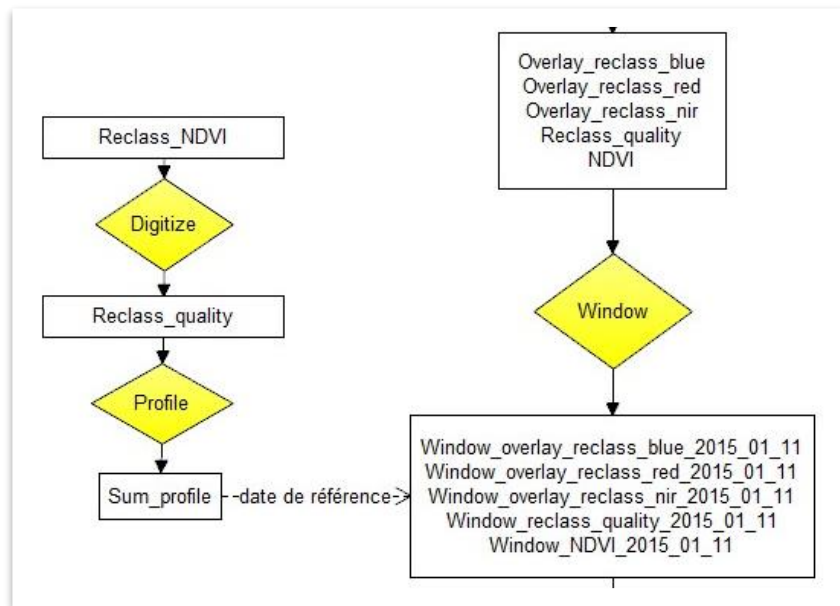 Reclass_NDVI
Digitize
Reclass_quality
Profile
Sum_profile
date de référence
Overlay_reclass_blue
Overlay_reclass_red
Overlay_reclass_nir
Reclass_quality
NDVI
Window
Window_overlay_reclass_blue_2015_01_11
Window_overlay_reclass_red_2015_01_11
Window_overlay_reclass_nir_2015_01_11
Window_reclass_quality_2015_01_11
Window_NDVI_2015_01_11